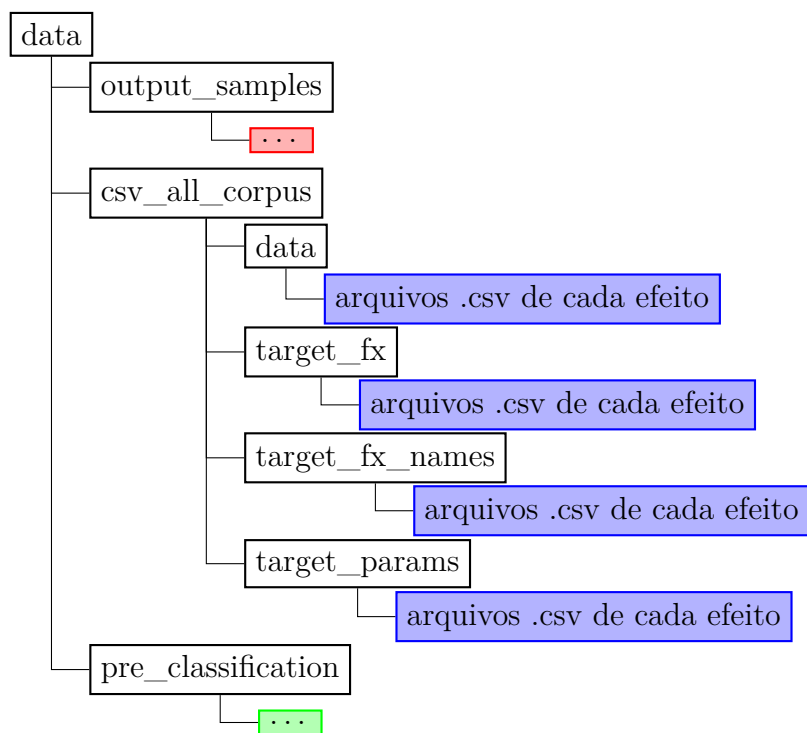 data
output_samples
...
csv_all_corpus
data
arquivos .csv de cada efeito
target_fx
arquivos .csv de cada efeito
target_fx_names
arquivos .csv de cada efeito
target_params
arquivos .csv de cada efeito
pre_classification
...